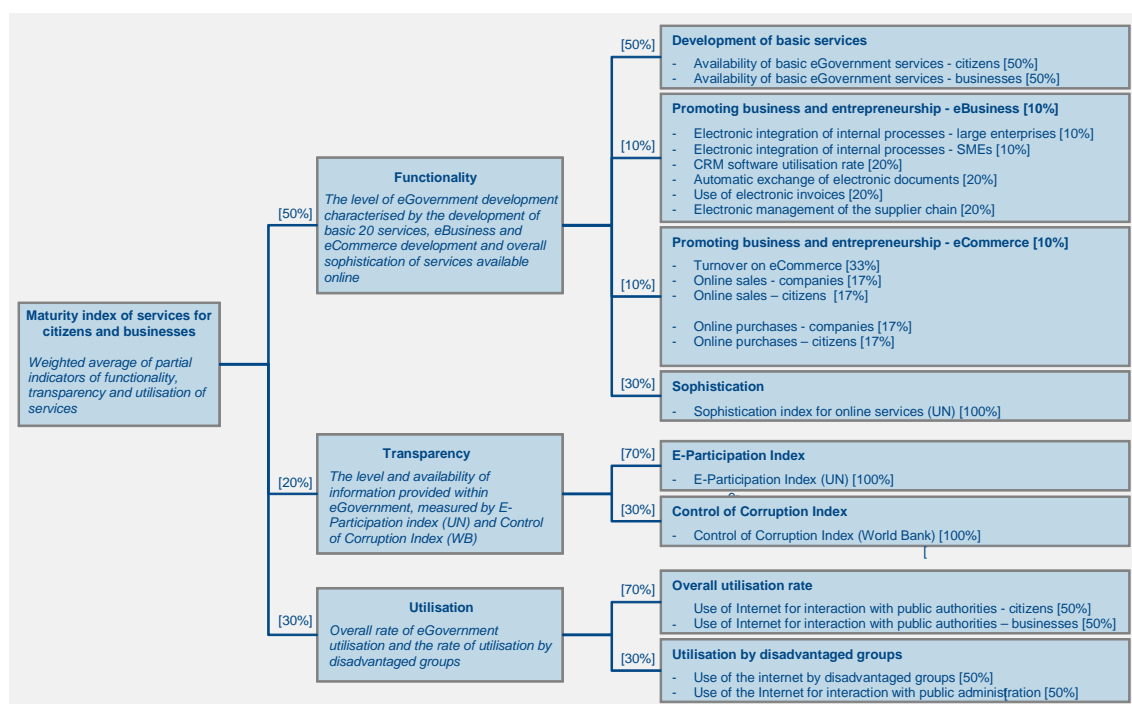 Maturity index of services for
citizens and businesses
Weighted average of partial
indicators of functionality,
transparency and utilisation of
services
[50%]
Functionality
The level of eGovernment development
characterised by the development of
basic 20 services, eBusiness and
eCommerce development and overall
sophistication of services available
online
[50%]
Development of basic services
- Availability of basic eGovernment services - citizens [50%]
- Availability of basic eGovernment services - businesses [50%]
[10%]
Promoting business and entrepreneurship - eBusiness [10%]
- Electronic integration of internal processes - large enterprises [10%]
- Electronic integration of internal processes - SMEs [10%]
- CRM software utilisation rate [20%]
- Automatic exchange of electronic documents [20%]
- Use of electronic invoices [20%]
- Electronic management of the supplier chain [20%]
[10%]
Promoting business and entrepreneurship - eCommerce [10%]
- Turnover on eCommerce [33%]
- Online sales - companies [17%]
- Online sales – citizens [17%]
- Online purchases - companies [17%]
- Online purchases – citizens [17%]
[30%]
Sophistication
- Sophistication index for online services (UN) [100%]
[20%]
Transparency
The level and availability of
information provided within
eGovernment, measured by E-
Participation index (UN) and Control
of Corruption Index (WB)
[70%]
E-Participation Index
- E-Participation Index (UN) [100%]
[30%]
Control of Corruption Index
- Control of Corruption Index (World Bank) [100%]
[
[30%]
Utilisation
Overall rate of eGovernment
utilisation and the rate of utilisation by
disadvantaged groups
[70%]
Overall utilisation rate
Use of Internet for interaction with public authorities - citizens [50%]
- Use of Internet for interaction with public authorities – businesses [50%]
[30%]
Utilisation by disadvantaged groups
- Use of the internet by disadvantaged groups [50%]
- Use of the Internet for interaction with public administration [50%]